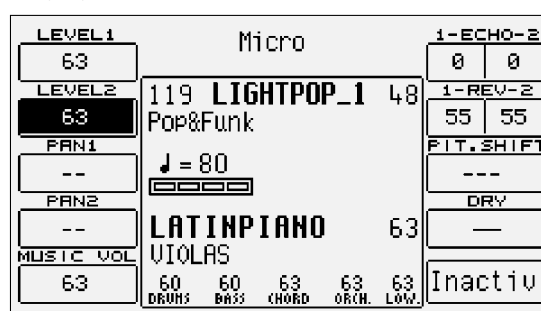 Micro
LEVEL1
63
LEVEL2
63
PAN1
--
PAN2
--
MUSIC VOL
63
119 LIGHTPOP_1 48
Pop&Funk
♩ = 80
LATINPIANO 63
VIOLAS
60 60 63 63 63
DRUMS BASS CHORD ORCH. LOW.
1-ECHO-2
0 0
1-REV-2
55 55
PIT.SHIFT
---
DRY
—
Inactiv